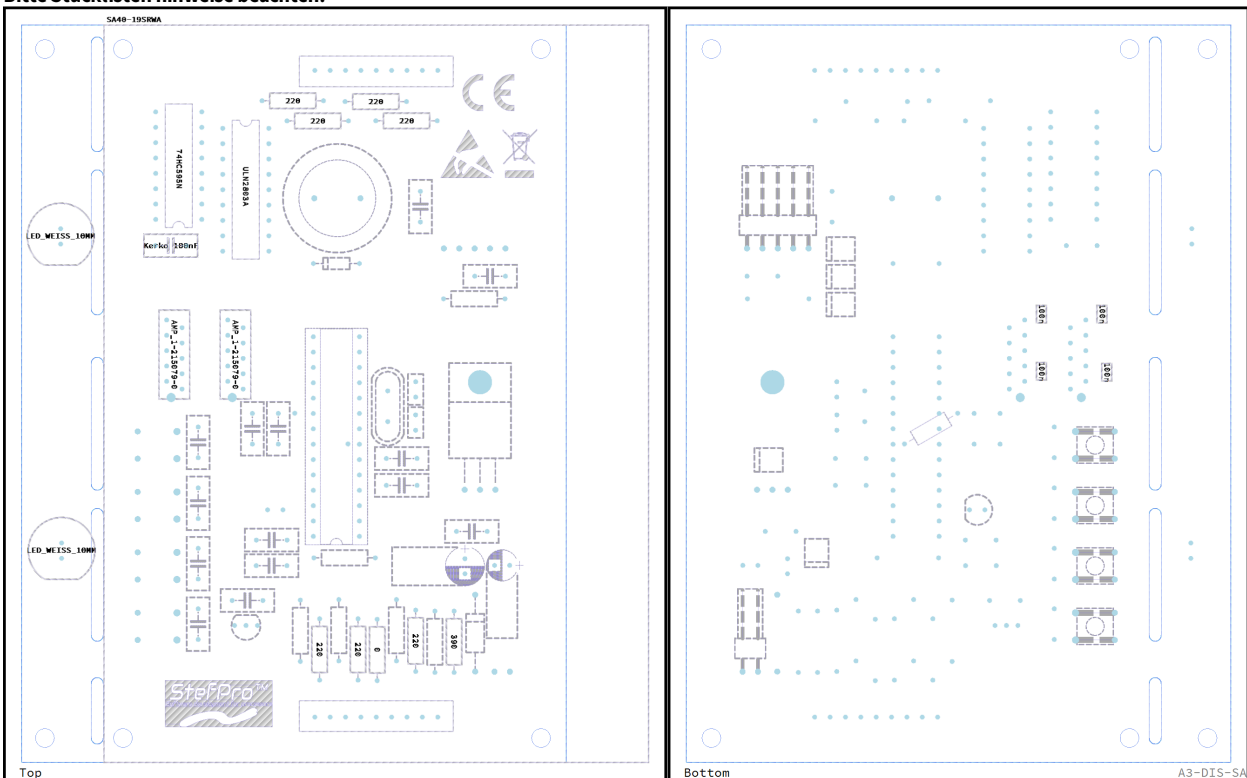 Bitte Stücklisten hinweise beachten!
SA40-19SRWA
220
220
220
220
74HC595N
ULN2803A
LED_WEISS_10MM
Kerko 100nF
AMP_1-215079-0
AMP_1-215079-0
LED_WEISS_10MM
220
220
0
220
390
StefPro™
Top
100n
100n
100n
100n
Bottom
A3-DIS-SA